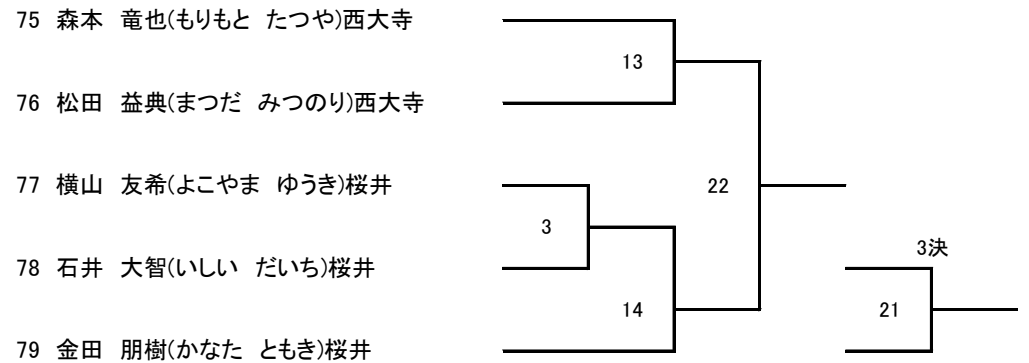 75 森本 竜也(もりもと たつや)西大寺
13
76 松田 益典(まつだ みつのり)西大寺
77 横山 友希(よこやま ゆうき)桜井
22
3
3決
78 石井 大智(いしい だいち)桜井
14
21
79 金田 朋樹(かなた ともき)桜井